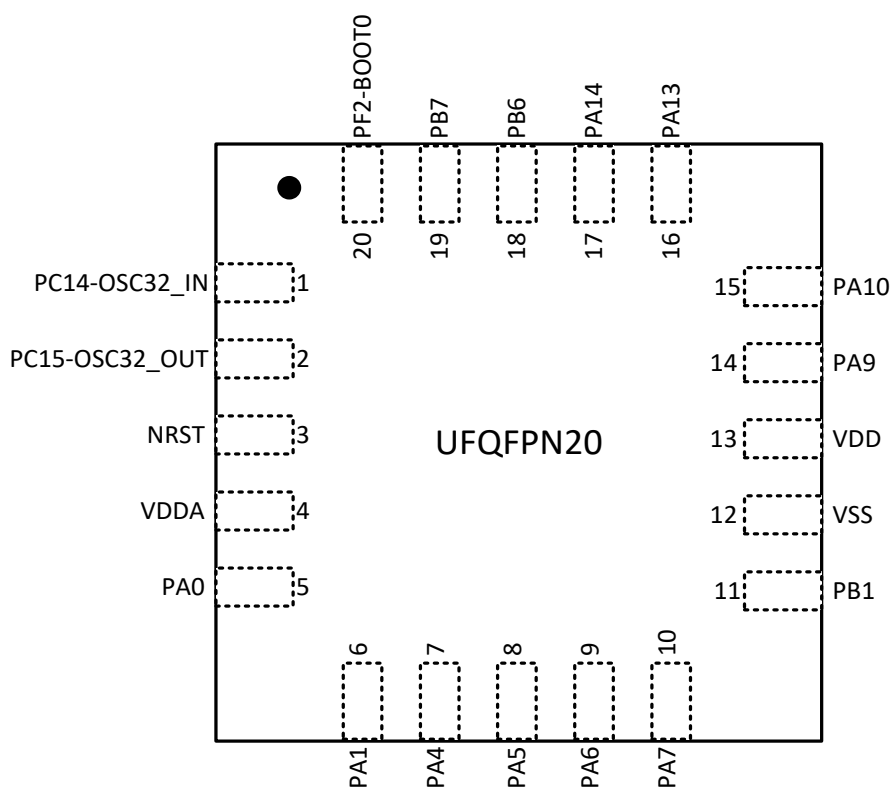 PF2-BOOT0
PB7
PB6
PA14
PA13
20
19
18
17
16
PC14-OSC32_IN
1
15
PA10
PC15-OSC32_OUT
2
14
PA9
NRST
3
UFQFPN20
13
VDD
VDDA
4
12
VSS
PA0
5
11
PB1
6
7
8
9
10
PA1
PA4
PA5
PA6
PA7